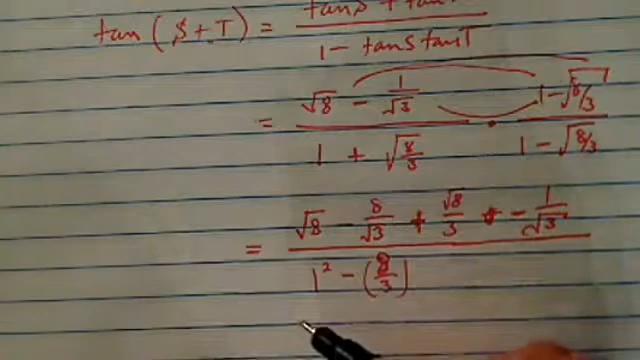 tan (S + T) = tanS + tanT
1 - tanS tanT
= √8 - 1/√3 / 1 + √8/3 · 1 - √8/3 / 1 - √8/3
= √8 - 8/√3 + √8/3 - 1/√3 / 1² - (8/3)